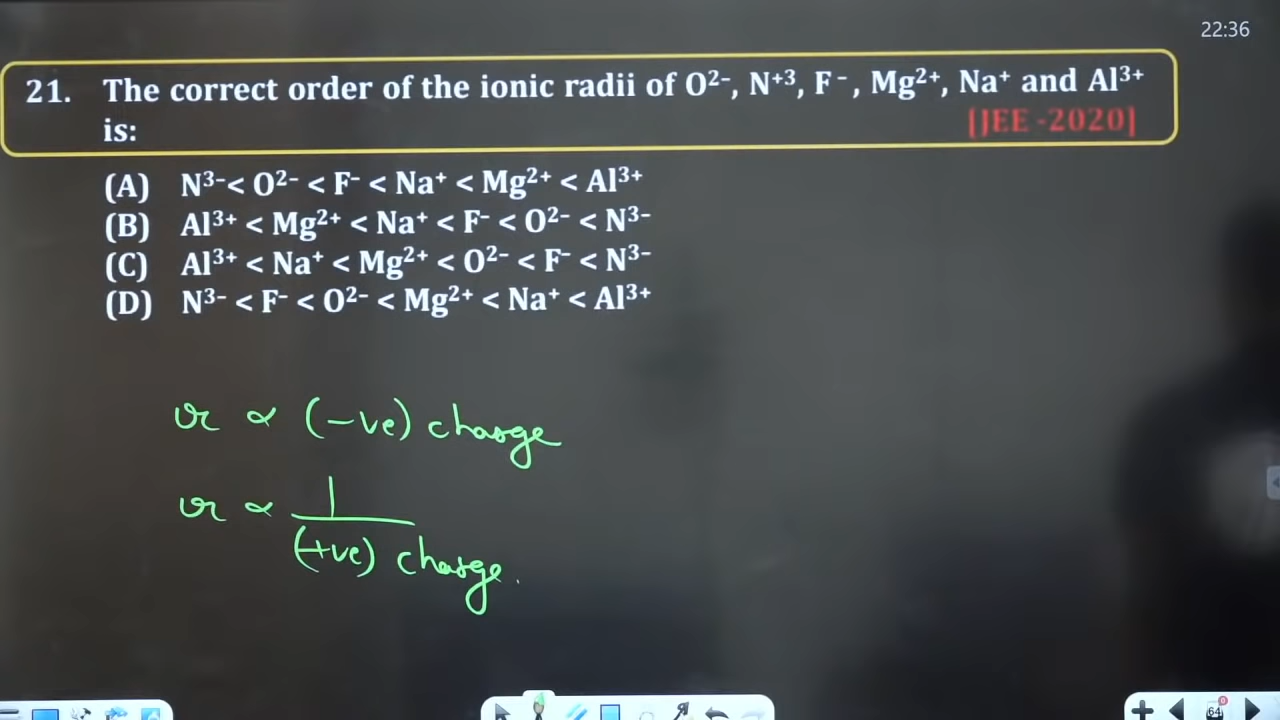 22:36
21. The correct order of the ionic radii of O²⁻, N⁺³, F⁻, Mg²⁺, Na⁺ and Al³⁺
is: [JEE -2020]
(A) N³⁻< O²⁻ < F⁻ < Na⁺ < Mg²⁺ < Al³⁺
(B) Al³⁺ < Mg²⁺ < Na⁺ < F⁻ < O²⁻ < N³⁻
(C) Al³⁺ < Na⁺ < Mg²⁺ < O²⁻ < F⁻ < N³⁻
(D) N³⁻ < F⁻ < O²⁻ < Mg²⁺ < Na⁺ < Al³⁺
r ∝ (-ve) charge
r ∝ 1
(+ve) charge.
64